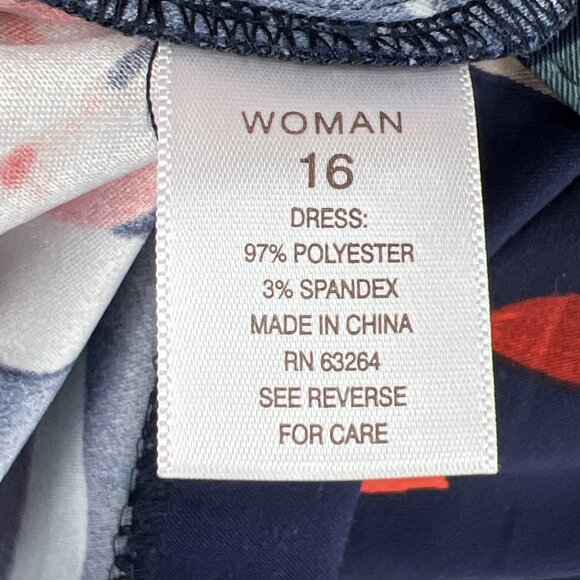 WOMAN
16
DRESS:
97% POLYESTER
3% SPANDEX
MADE IN CHINA
RN 63264
SEE REVERSE
FOR CARE